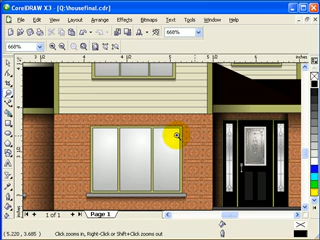 CorelDRAW X3 - [Q:\housefinal.cdr]
File Edit View Layout Arrange Effects Bitmaps Text Tools Window Help
668%
668%
inches
1 of 1 Page 1
( 5.220, 3.685 ) Click zooms in, Right-Click or Shift+Click zooms out